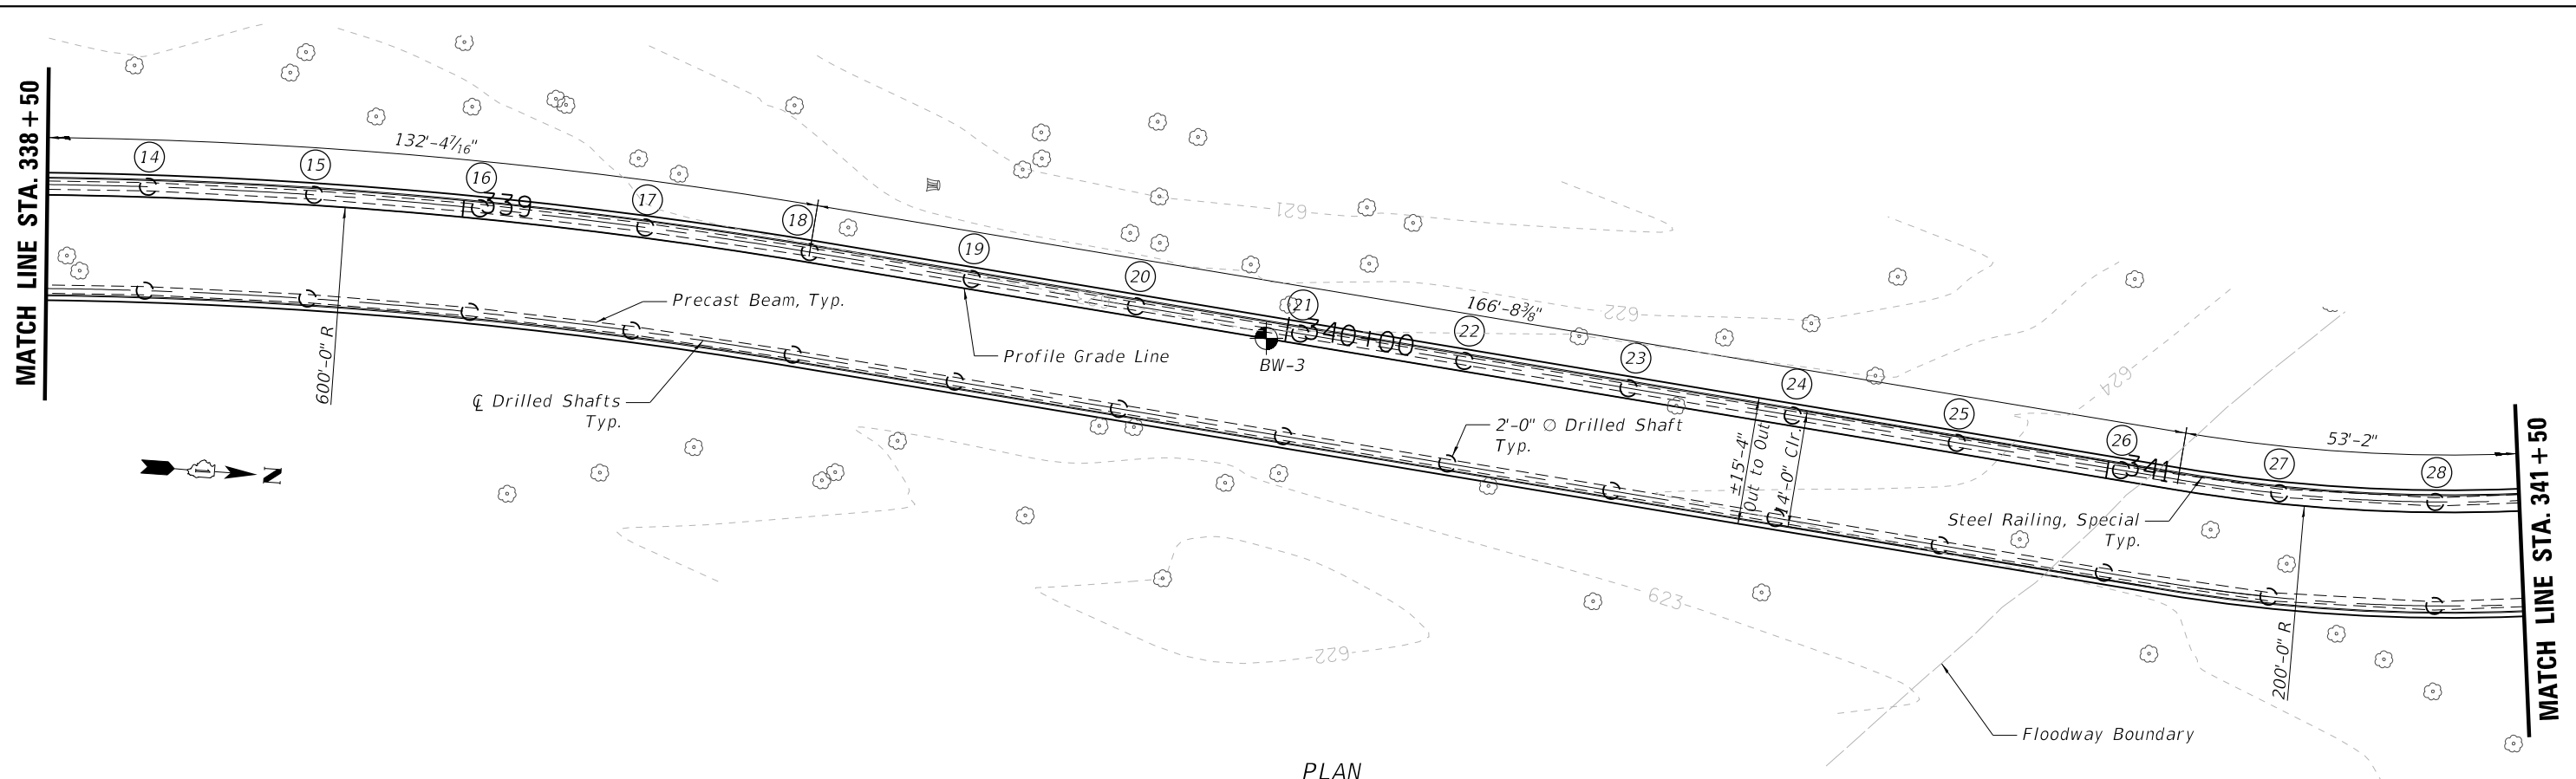 MATCH LINE STA. 338+50
132'-4 7/16"
14
15
16
17
18
19
20
21
22
23
24
25
26
27
28
339
340+00
341
621
622
624
166'-8 3/8"
53'-2"
600'-0" R
Precast Beam, Typ.
Profile Grade Line
BW-3
℄ Drilled Shafts
Typ.
2'-0" ∅ Drilled Shaft
Typ.
±15'-4"
Out to Out
14'-0" Clr.
Steel Railing, Special
Typ.
N
623
622
200'-0" R
Floodway Boundary
MATCH LINE STA. 341+50
PLAN